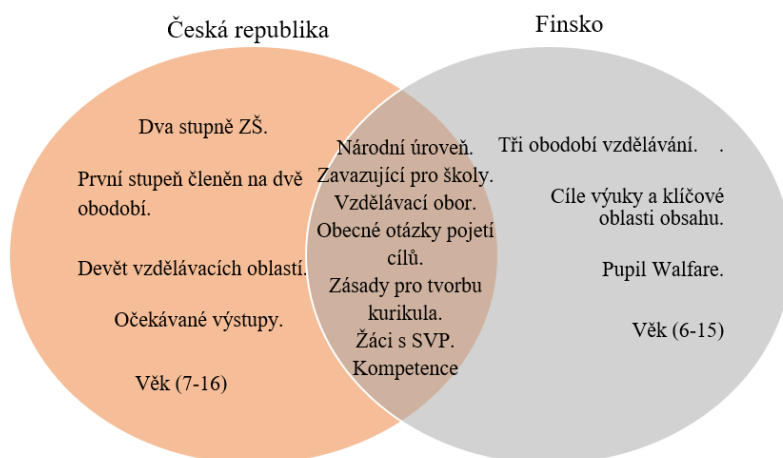 Česká republika
Finsko
Dva stupně ZŠ.
První stupeň členěn na dvě
obodobí.
Devět vzdělávacích oblastí.
Očekávané výstupy.
Věk (7-16)
Národní úroveň.
Zavazující pro školy.
Vzdělávací obor.
Obecné otázky pojetí
cílů.
Zásady pro tvorbu
kurikula.
Žáci s SVP.
Kompetence
Tři obodobí vzdělávání. .
Cíle výuky a klíčové
oblasti obsahu.
Pupil Walfare.
Věk (6-15)